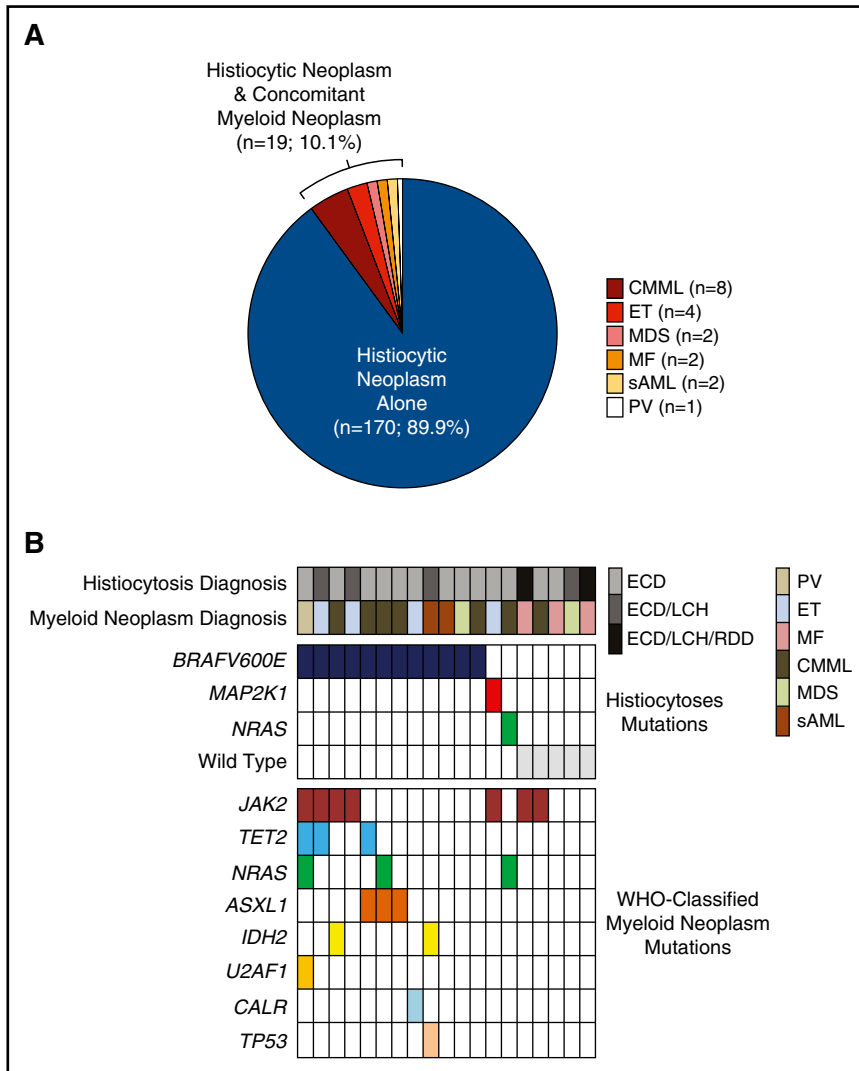 A
Histiocytic Neoplasm
& Concomitant
Myeloid Neoplasm
(n=19; 10.1%)
Histiocytic
Neoplasm
Alone
(n=170; 89.9%)
CMML (n=8)
ET (n=4)
MDS (n=2)
MF (n=2)
sAML (n=2)
PV (n=1)
B
Histiocytosis Diagnosis
Myeloid Neoplasm Diagnosis
ECD
ECD/LCH
ECD/LCH/RDD
PV
ET
MF
CMML
MDS
sAML
BRAFV600E
MAP2K1
NRAS
Wild Type
Histiocytoses
Mutations
JAK2
TET2
NRAS
ASXL1
IDH2
U2AF1
CALR
TP53
WHO-Classified
Myeloid Neoplasm
Mutations